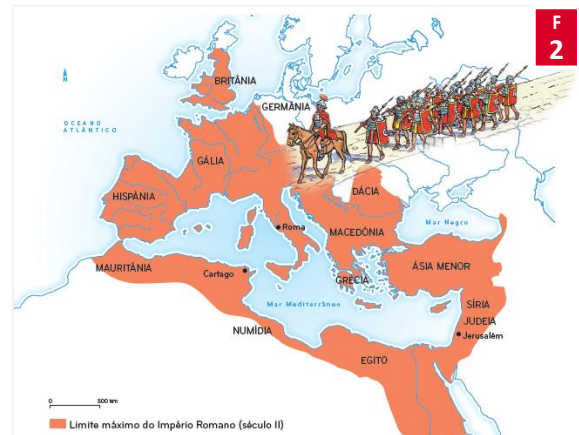 F
2
BRITÂNIA
GERMÂNIA
OCEANO
ATLÂNTICO
GÁLIA
DÁCIA
HISPÂNIA
Mar Negro
Roma
MACEDÓNIA
MAURITÂNIA
Cartago
GRÉCIA
ÁSIA MENOR
Mar Mediterrâneo
SÍRIA
JUDEIA
Jerusalém
NUMÍDIA
EGITO
0 500 km
Limite máximo do Império Romano (século II)